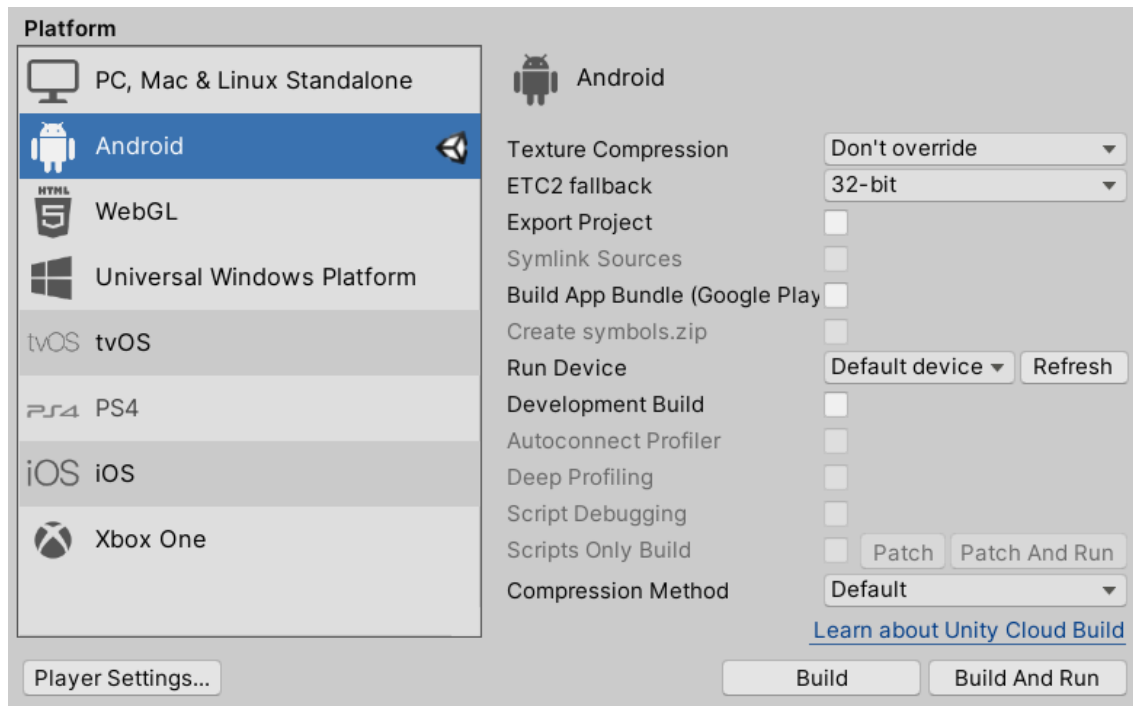 Platform
PC, Mac & Linux Standalone
Android
HTML
5
WebGL
Universal Windows Platform
tvOS tvOS
PS4 PS4
iOS iOS
Xbox One
Player Settings...
Android
Texture Compression Don't override
ETC2 fallback 32-bit
Export Project
Symlink Sources
Build App Bundle (Google Play
Create symbols.zip
Run Device Default device Refresh
Development Build
Autoconnect Profiler
Deep Profiling
Script Debugging
Scripts Only Build Patch Patch And Run
Compression Method Default
Learn about Unity Cloud Build
Build Build And Run